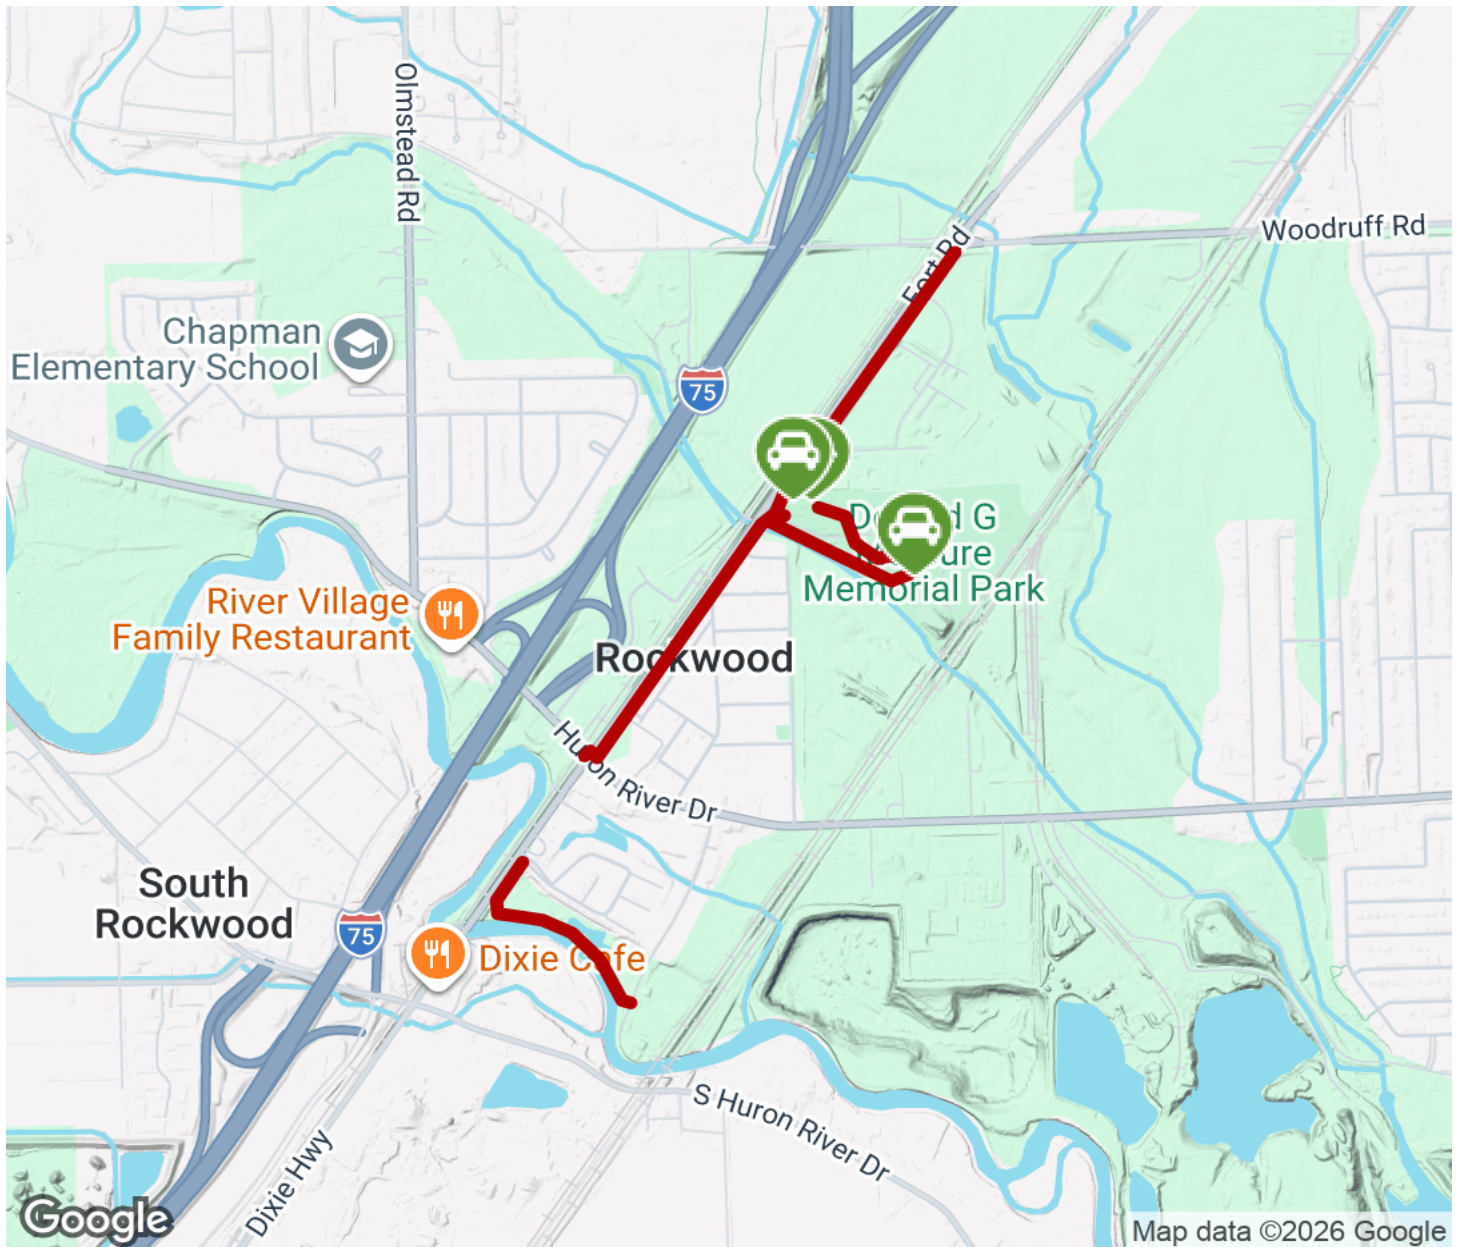 Olmstead Rd
Woodruff Rd
Fort Rd
Chapman
Elementary School
75
D d G
ure
Memorial Park
River Village
Family Restaurant
Rockwood
Huron River Dr
South
Rockwood
75
Dixie Cafe
S Huron River Dr
Dixie Hwy
Google
Map data ©2026 Google